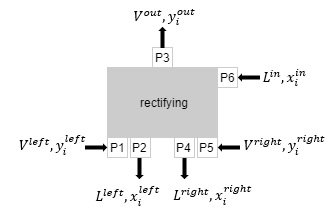 V^{out}, y_i^{out}
P3
P6
L^{in}, x_i^{in}
rectifying
V^{left}, y_i^{left}
P1 P2 P4 P5
V^{right}, y_i^{right}
L^{left}, x_i^{left}
L^{right}, x_i^{right}